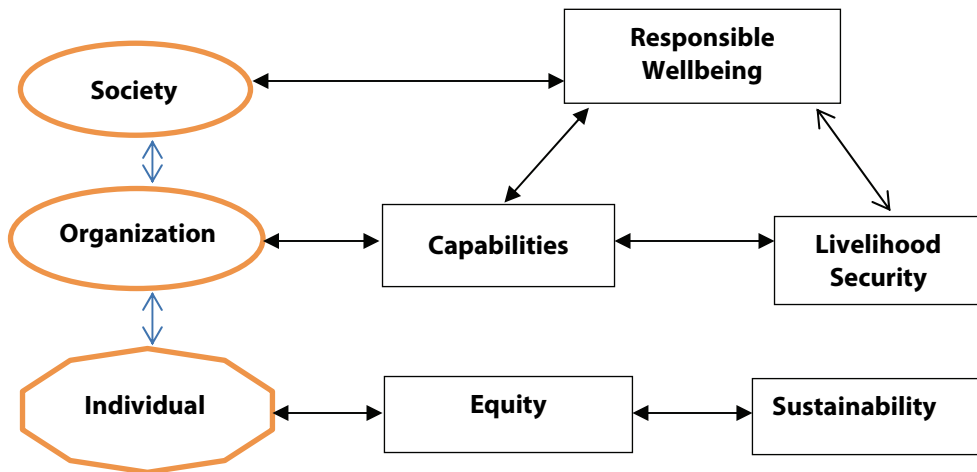 Responsible
Wellbeing
Society
Organization
Capabilities
Livelihood
Security
Individual
Equity
Sustainability